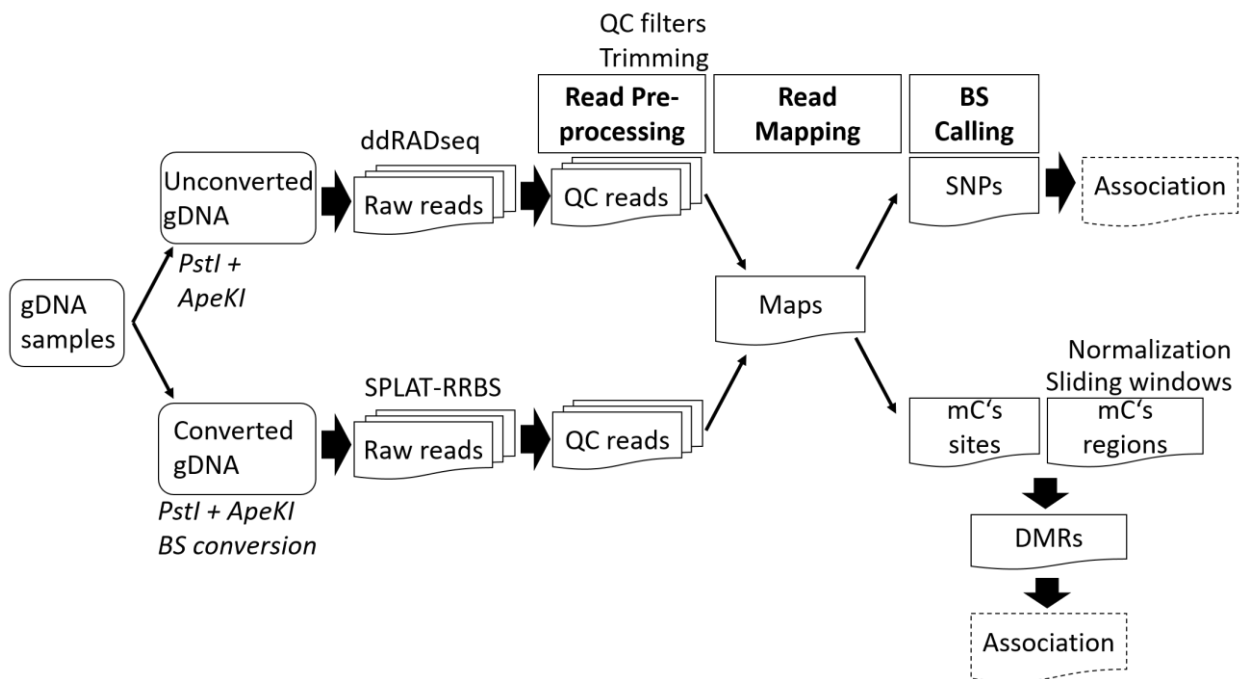 QC filters
Trimming
Read Pre-
processing
Read
Mapping
BS
Calling
ddRADseq
Unconverted
gDNA
Raw reads
QC reads
SNPs
Association
PstI +
ApeKI
gDNA
samples
Maps
Normalization
Sliding windows
SPLAT-RRBS
Converted
gDNA
Raw reads
QC reads
mC‘s
sites
mC‘s
regions
PstI + ApeKI
BS conversion
DMRs
Association